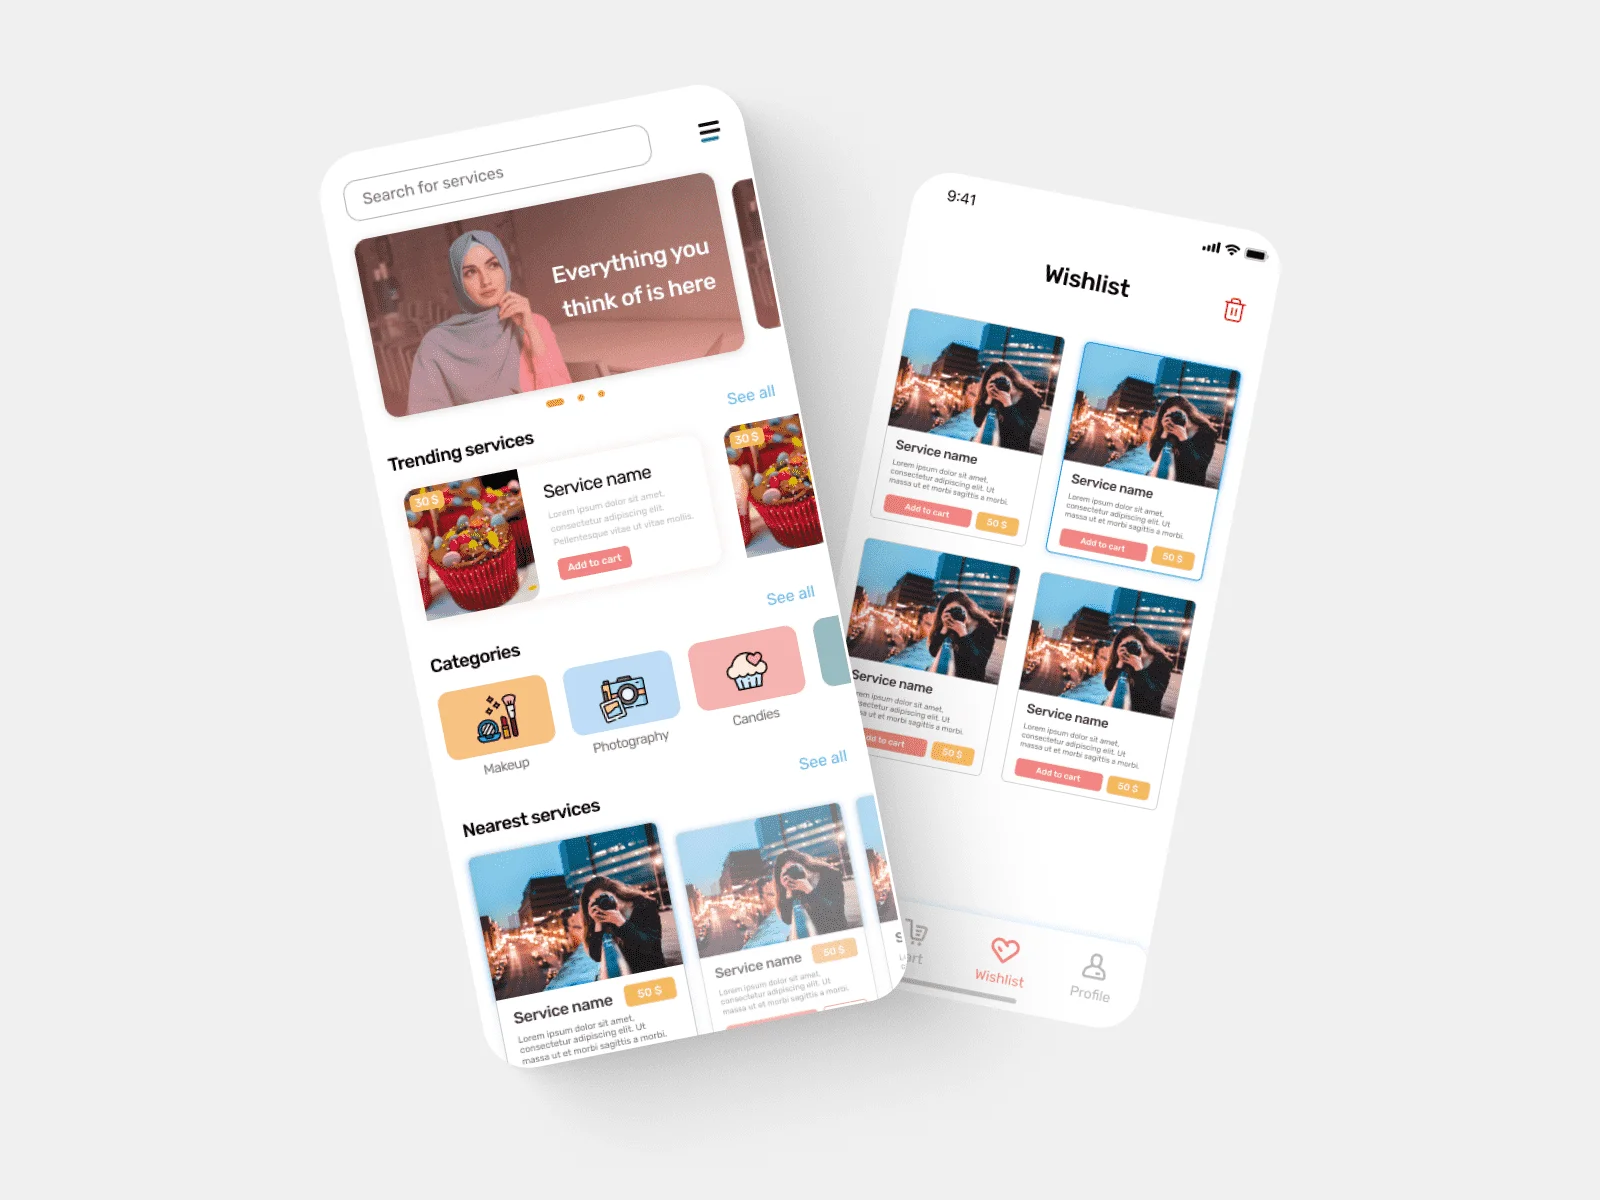 Search for services
Everything you
think of is here
See all
Trending services
30 $
Service name
Lorem ipsum dolor sit amet,
consectetur adipiscing elit.
Pellentesque vitae ut vitae mollis.
Add to cart
30 $
See all
Categories
Makeup
Photography
Candies
See all
Nearest services
Service name
50 $
Lorem ipsum dolor sit amet,
consectetur adipiscing elit. Ut
massa ut et morbi sagittis a morbi.
Service name
50 $
Lorem ipsum dolor sit amet,
consectetur adipiscing elit. Ut
massa ut et morbi sagittis a morbi.
9:41
Wishlist
Service name
Lorem ipsum dolor sit amet,
consectetur adipiscing elit. Ut
massa ut et morbi sagittis a morbi.
Add to cart
50 $
Service name
Lorem ipsum dolor sit amet,
consectetur adipiscing elit. Ut
massa ut et morbi sagittis a morbi.
Add to cart
50 $
Service name
rem ipsum dolor sit amet,
nsectetur adipiscing elit. Ut
a ut et morbi sagittis a morbi.
dd to cart
50 $
Service name
Lorem ipsum dolor sit amet,
consectetur adipiscing elit. Ut
massa ut et morbi sagittis a morbi.
Add to cart
50 $
art
Wishlist
Profile